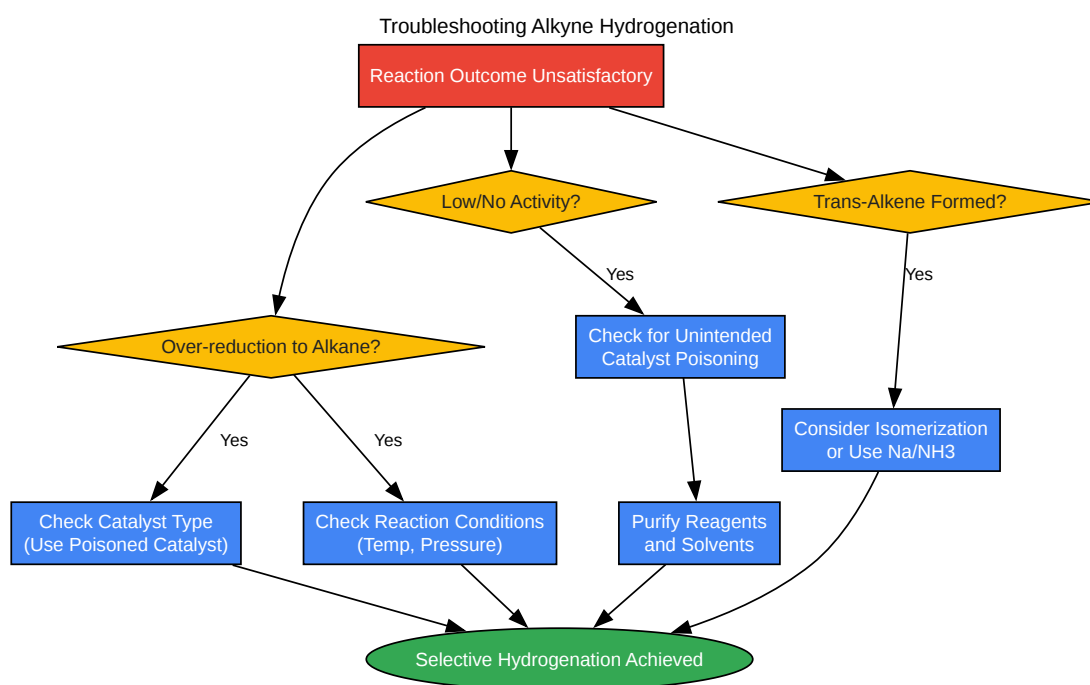 Troubleshooting Alkyne Hydrogenation
Reaction Outcome Unsatisfactory
Low/No Activity?
Trans-Alkene Formed?
Yes
Yes
Check for Unintended
Catalyst Poisoning
Over-reduction to Alkane?
Consider Isomerization
or Use Na/NH3
Yes
Yes
Check Catalyst Type
(Use Poisoned Catalyst)
Check Reaction Conditions
(Temp, Pressure)
Purify Reagents
and Solvents
Selective Hydrogenation Achieved